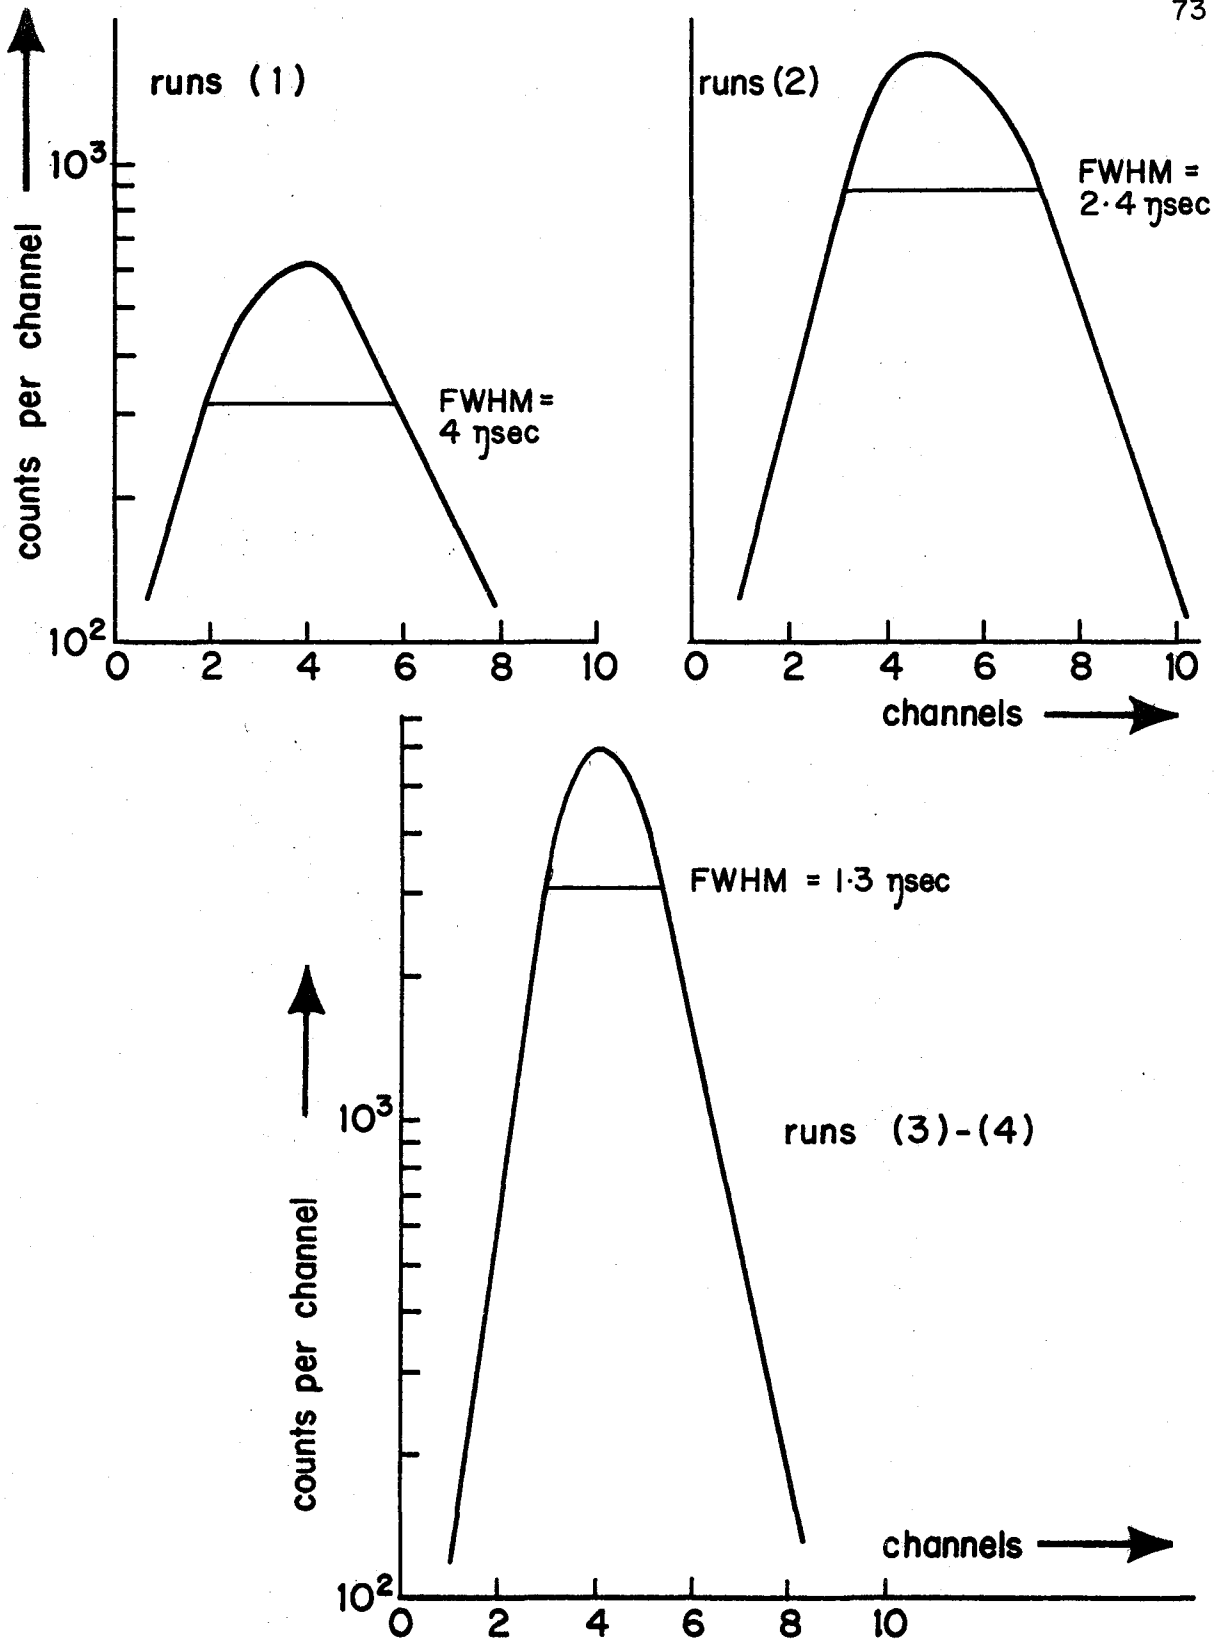 73
runs (1)
counts per channel
10³
10²
FWHM =
4 ηsec
0 2 4 6 8 10
runs (2)
FWHM =
2·4 ηsec
0 2 4 6 8 10
channels
counts per channel
10³
10²
FWHM = 1·3 ηsec
runs (3)-(4)
channels
0 2 4 6 8 10